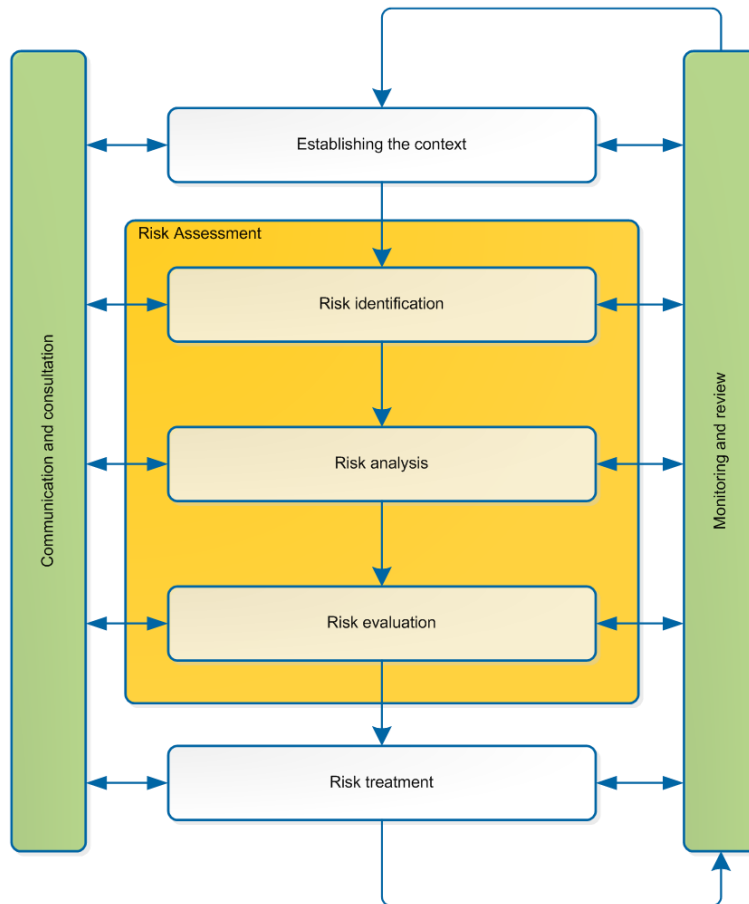 Establishing the context
Risk Assessment
Risk identification
Risk analysis
Risk evaluation
Risk treatment
Communication and consultation
Monitoring and review